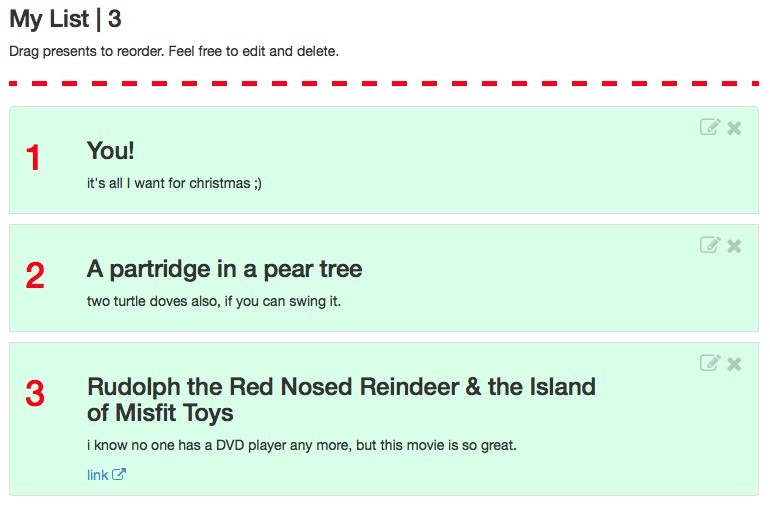 My List | 3
Drag presents to reorder. Feel free to edit and delete.
1
You!
it's all I want for christmas ;)
2
A partridge in a pear tree
two turtle doves also, if you can swing it.
3
Rudolph the Red Nosed Reindeer & the Island
of Misfit Toys
i know no one has a DVD player any more, but this movie is so great.
link